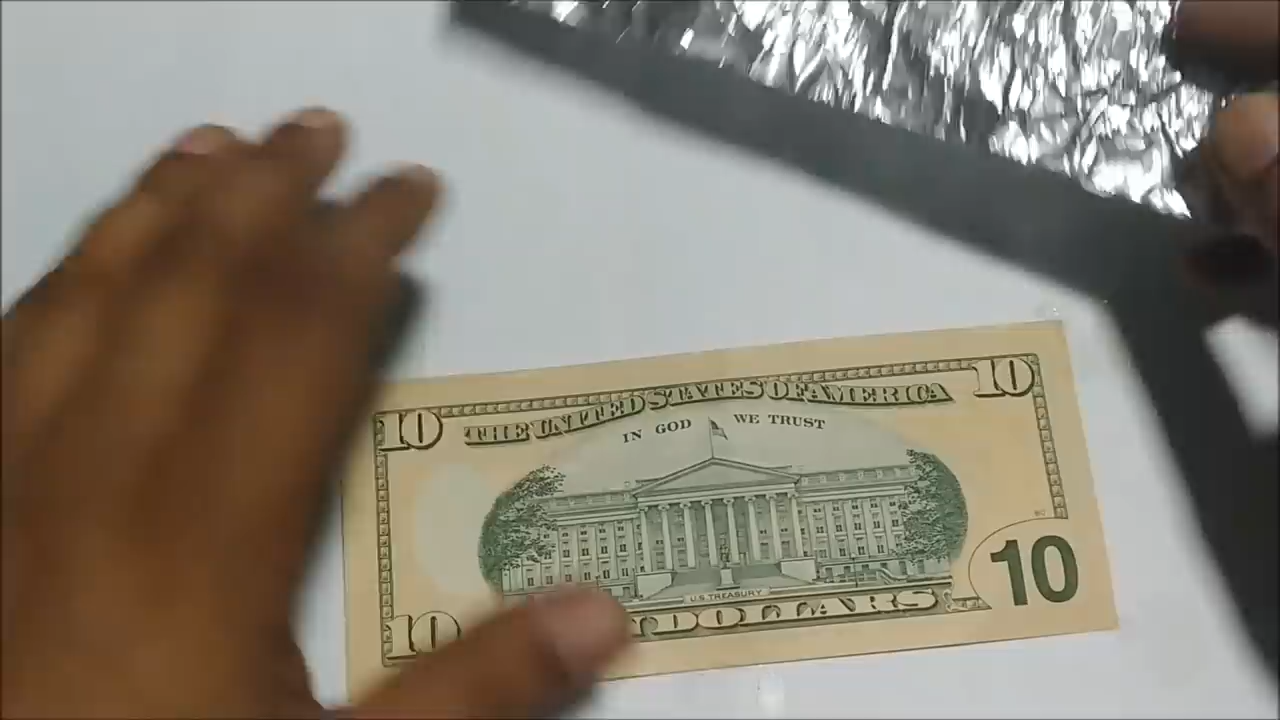 10
THE UNITED STATES OF AMERICA
10
IN GOD WE TRUST
U.S. TREASURY
10
DOLLARS
10